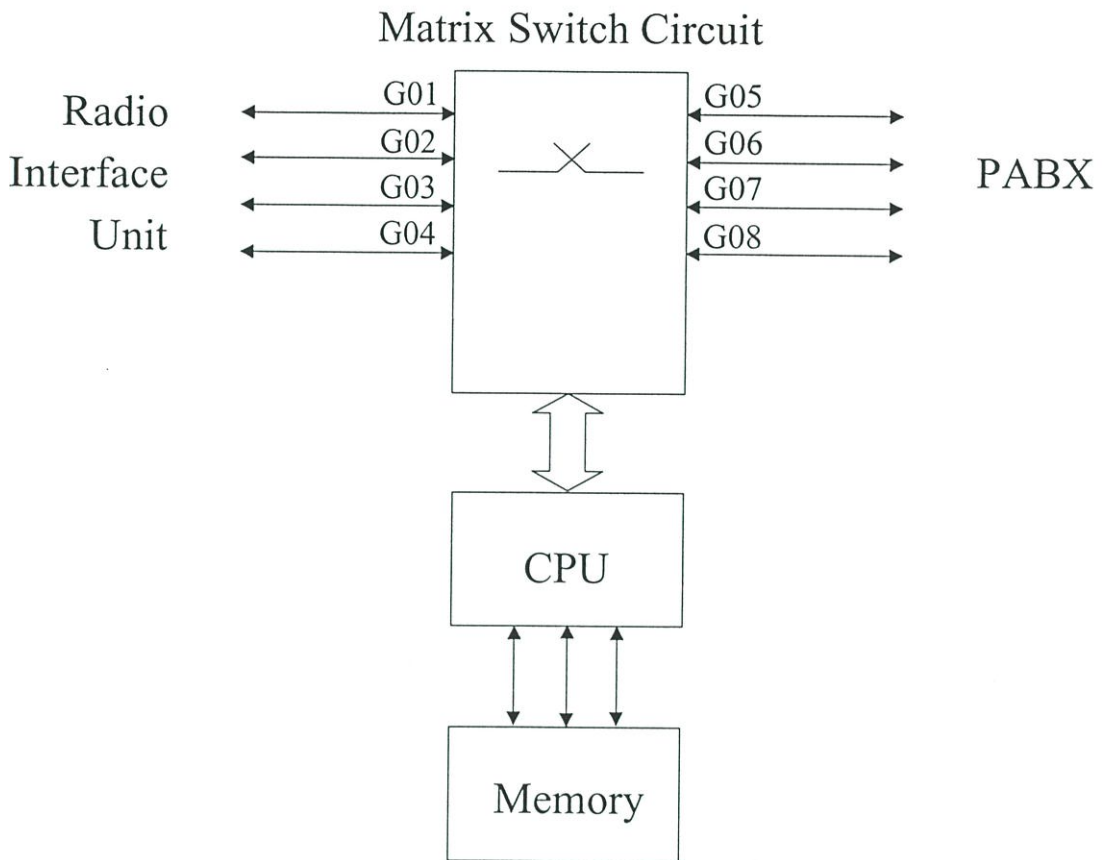 Matrix Switch Circuit
Radio
Interface
Unit
G01
G02
G03
G04
G05
G06
G07
G08
PABX
CPU
Memory